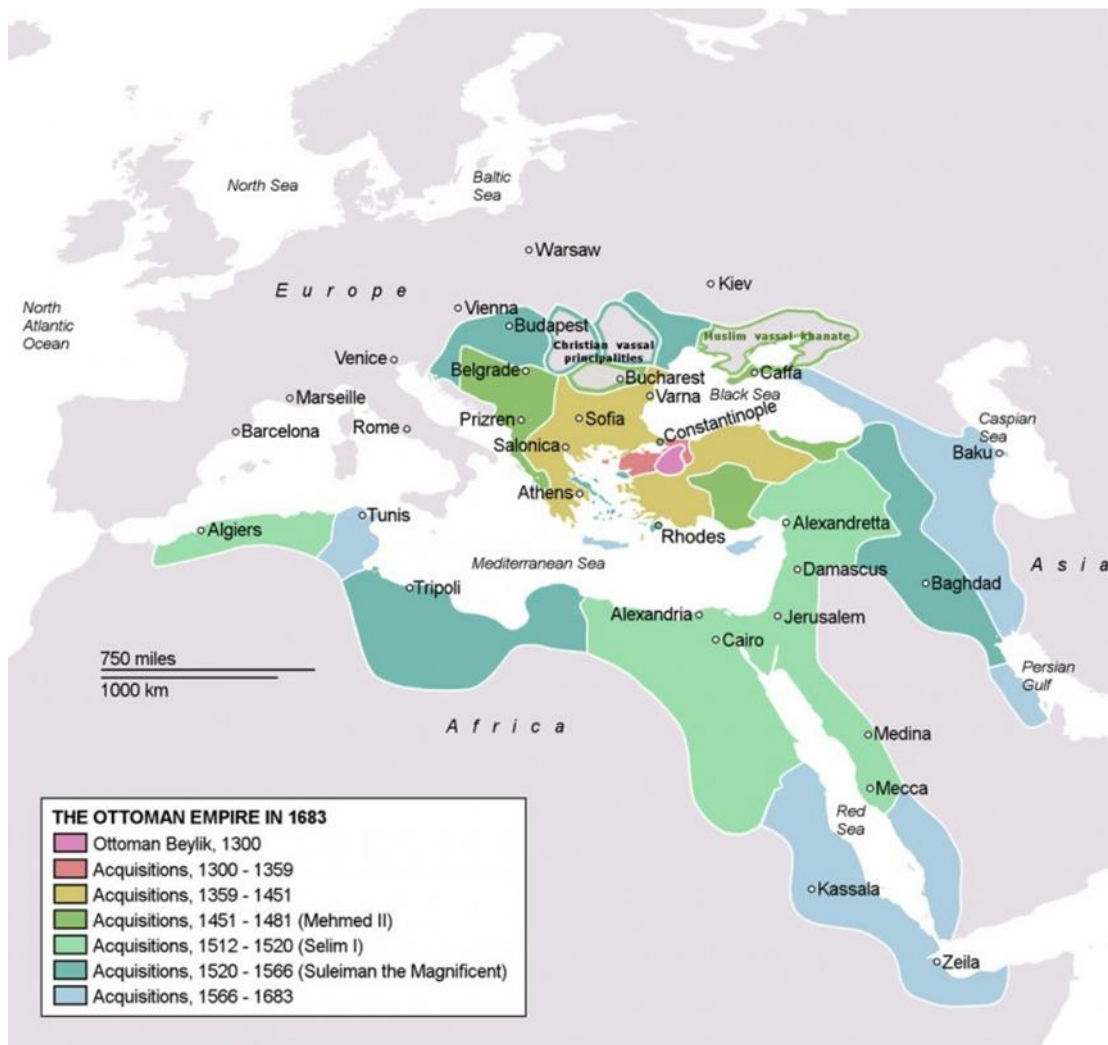 North Sea
Baltic
Sea
Warsaw
Europe
Kiev
North
Atlantic
Ocean
Vienna
Budapest
Christian vassal
principalities
Muslim vassal khanate
Venice
Belgrade
Bucharest
Caffa
Black Sea
Varna
Marseille
Prizren
Sofia
Constantinople
Caspian
Sea
Barcelona
Rome
Salonica
Baku
Athens
Tunis
Algiers
Rhodes
Alexandretta
Mediterranean Sea
Damascus
Asia
Tripoli
Baghdad
Alexandria
Jerusalem
Cairo
750 miles
1000 km
Persian
Gulf
Africa
Medina
Mecca
Red
Sea
Kassala
Zeila
THE OTTOMAN EMPIRE IN 1683
Ottoman Beylik, 1300
Acquisitions, 1300 - 1359
Acquisitions, 1359 - 1451
Acquisitions, 1451 - 1481 (Mehmed II)
Acquisitions, 1512 - 1520 (Selim I)
Acquisitions, 1520 - 1566 (Suleiman the Magnificent)
Acquisitions, 1566 - 1683